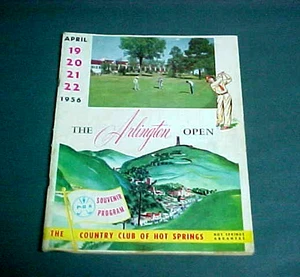 APRIL
19
20
21
22
1956
THE Arlington OPEN
SOUVENIR
PROGRAM
THE COUNTRY CLUB OF HOT SPRINGS
HOT SPRINGS
ARKANSAS